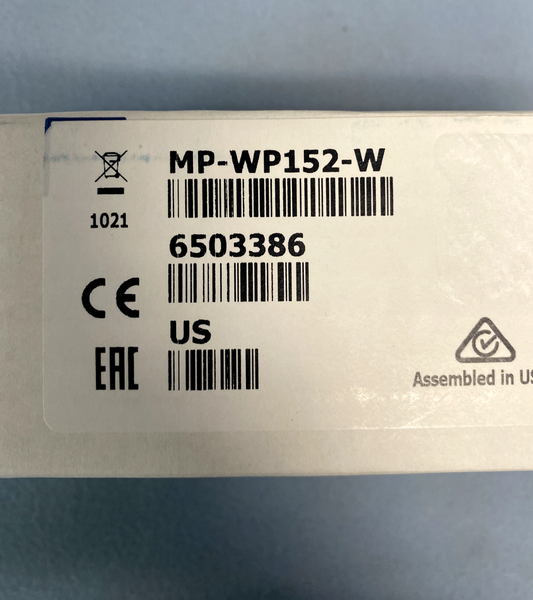 MP-WP152-W
1021
6503386
CE
US
EAC
Assembled in US